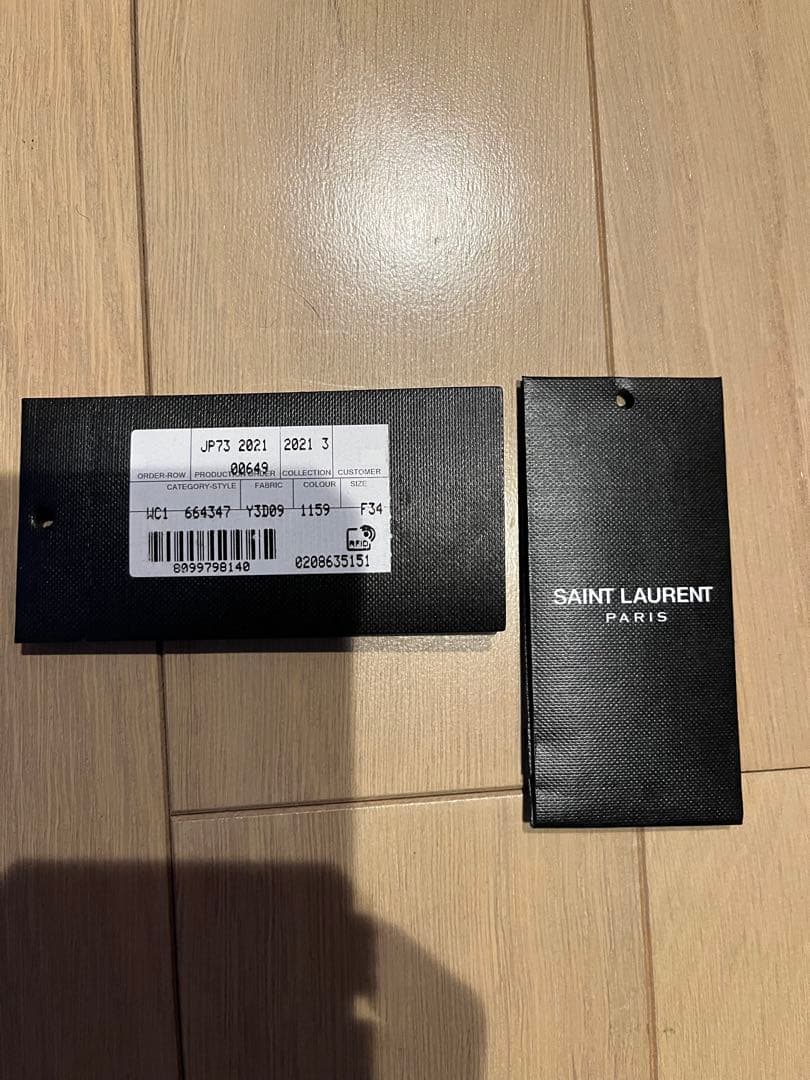 JP73 2021 2021 3
00649
ORDER-ROW PRODUCTION ORDER COLLECTION CUSTOMER
CATEGORY-STYLE FABRIC COLOUR SIZE
WC1 664347 Y3D09 1159 F34
RFID
8099798140 0208635151
SAINT LAURENT
PARIS